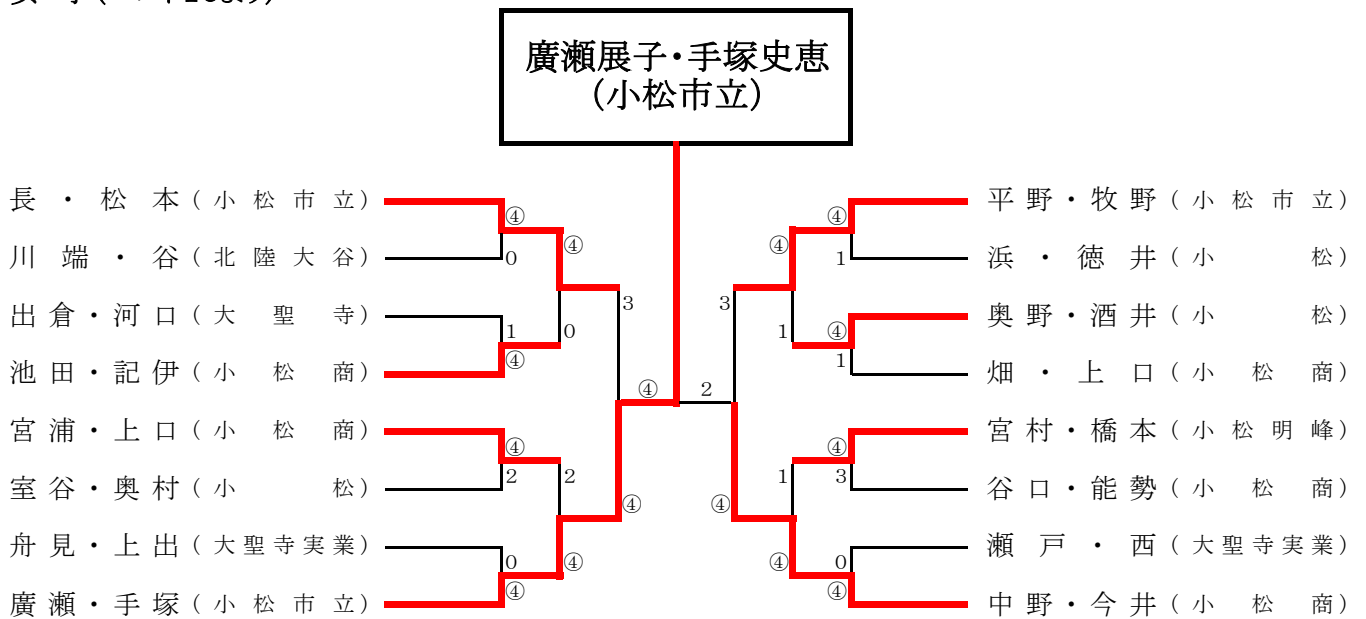 廣瀬展子・手塚史恵
(小松市立)
長・松本(小松市立)
④
④
平野・牧野(小松市立)
川端・谷(北陸大谷)
0
④
④
1
浜・徳井(小松)
出倉・河口(大聖寺)
1
0
3
3
1
④
奥野・酒井(小松)
池田・記伊(小松商)
④
1
畑・上口(小松商)
④
2
宮浦・上口(小松商)
④
④
宮村・橋本(小松明峰)
室谷・奥村(小松)
2
2
1
3
谷口・能勢(小松商)
④
④
舟見・上出(大聖寺実業)
0
④
④
0
瀬戸・西(大聖寺実業)
廣瀬・手塚(小松市立)
④
④
中野・今井(小松商)